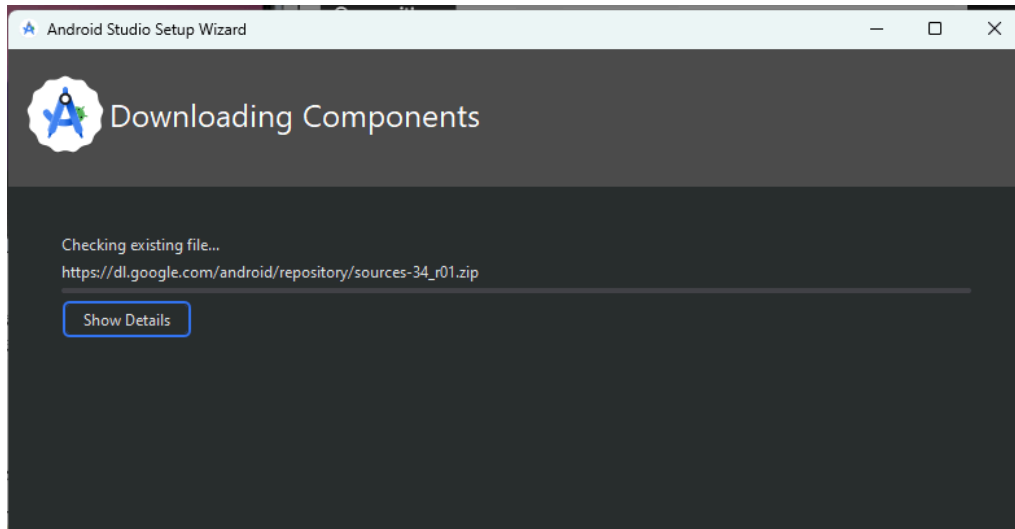 Android Studio Setup Wizard
Downloading Components
Checking existing file...
https://dl.google.com/android/repository/sources-34_r01.zip
Show Details